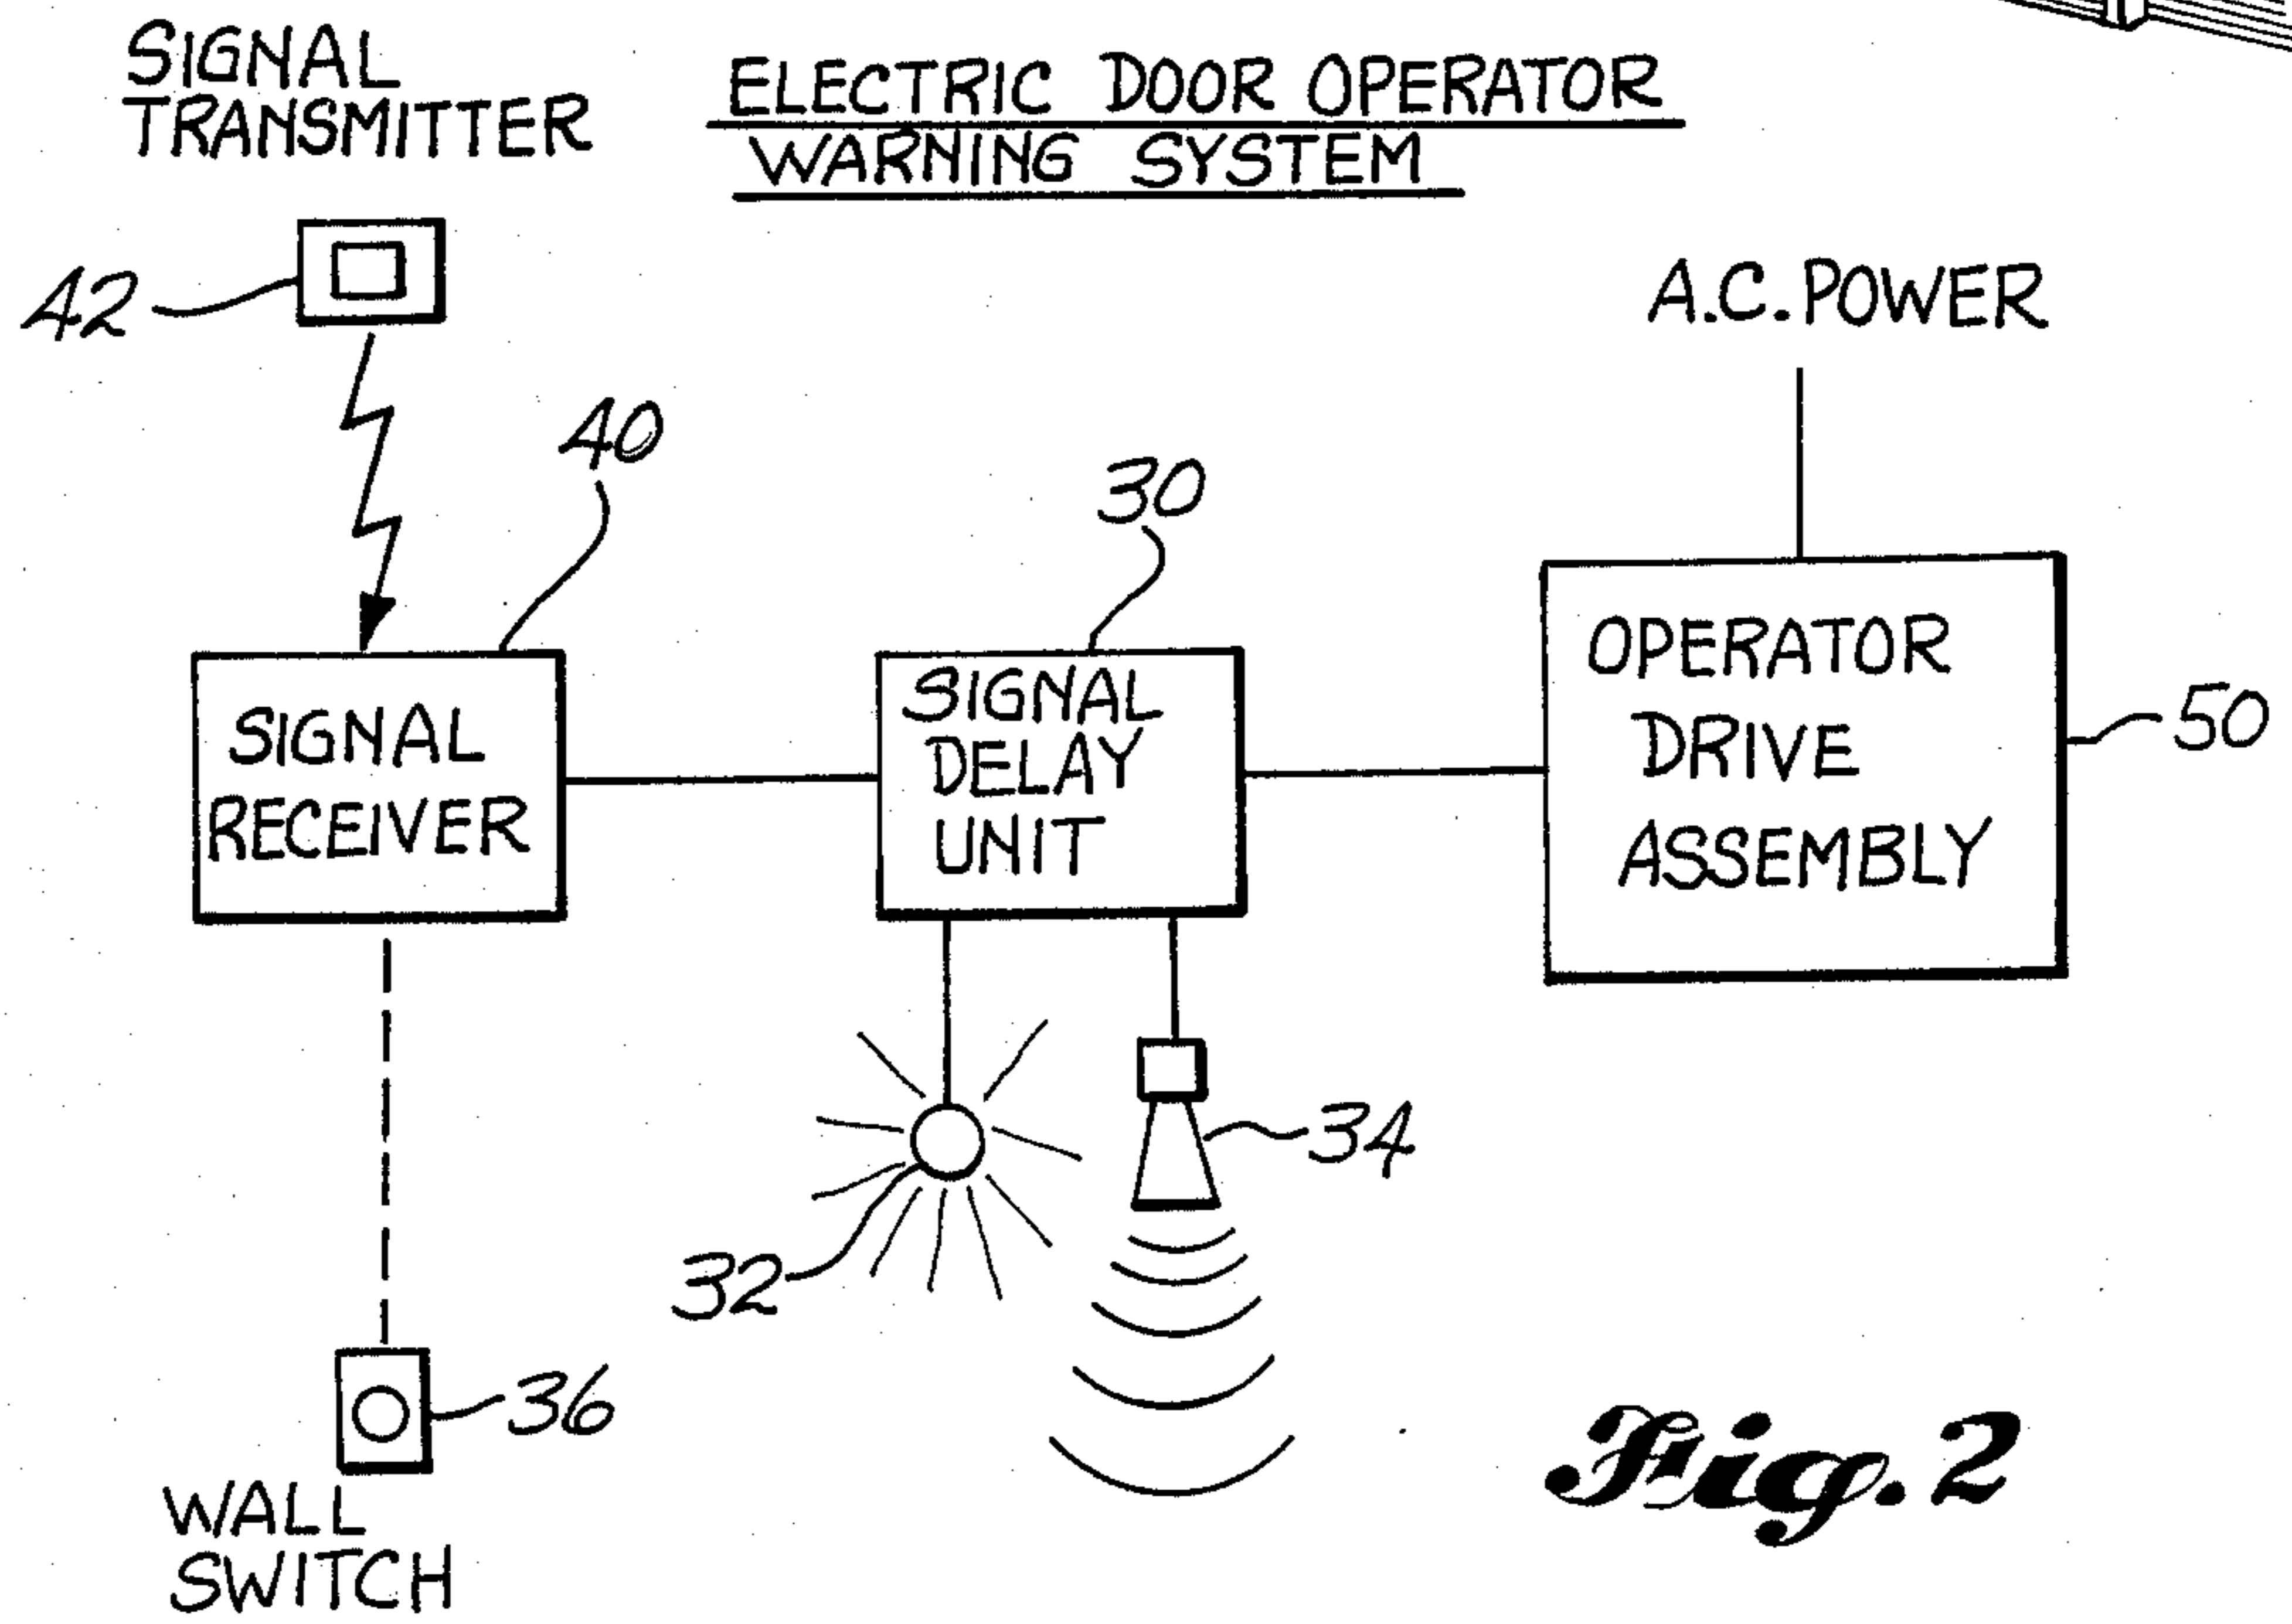 SIGNAL
TRANSMITTER
ELECTRIC DOOR OPERATOR
WARNING SYSTEM
42
A.C. POWER
40
30
SIGNAL
RECEIVER
SIGNAL
DELAY
UNIT
OPERATOR
DRIVE
ASSEMBLY
50
32
34
36
WALL
SWITCH
Fig. 2